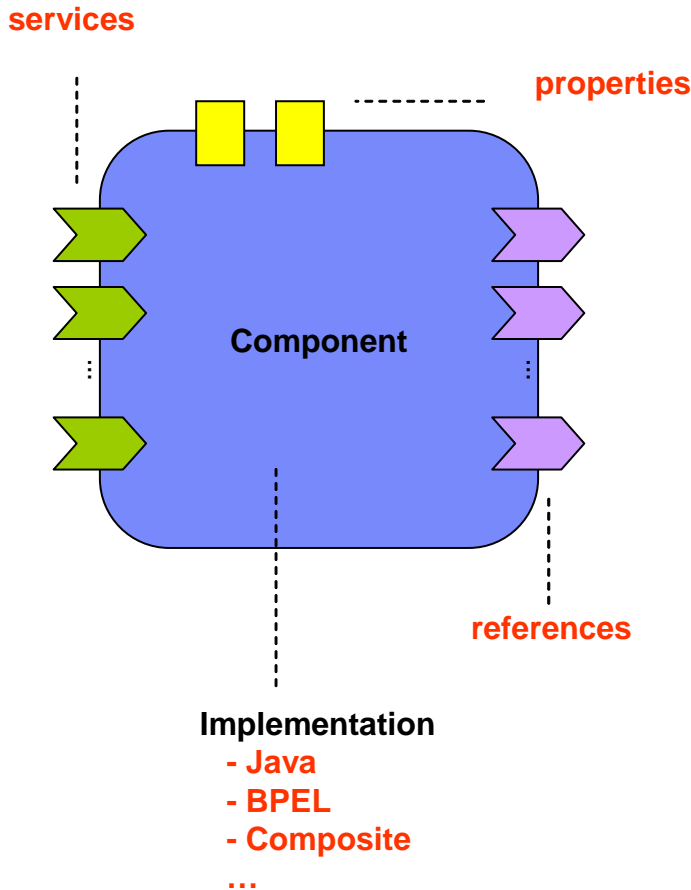 services
properties
Component
...
...
references
Implementation
- Java
- BPEL
- Composite
...